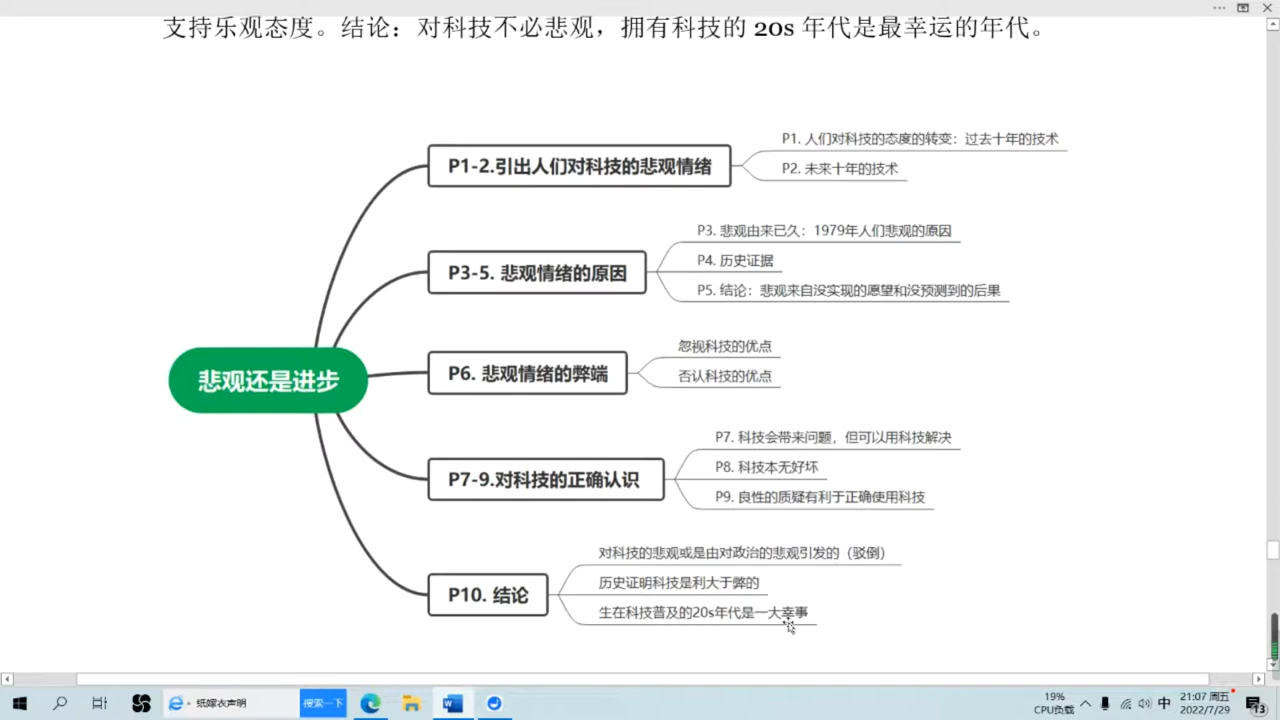 支持乐观态度。结论：对科技不必悲观，拥有科技的 20s 年代是最幸运的年代。
悲观还是进步
P1-2.引出人们对科技的悲观情绪
P1. 人们对科技的态度的转变：过去十年的技术
P2. 未来十年的技术
P3-5. 悲观情绪的原因
P3. 悲观由来已久：1979年人们悲观的原因
P4. 历史证据
P5. 结论：悲观来自没实现的愿望和没预测到的后果
P6. 悲观情绪的弊端
忽视科技的优点
否认科技的优点
P7-9.对科技的正确认识
P7. 科技会带来问题，但可以用科技解决
P8. 科技本无好坏
P9. 良性的质疑有利于正确使用科技
P10. 结论
对科技的悲观或是由对政治的悲观引发的（驳倒）
历史证明科技是利大于弊的
生在科技普及的20s年代是一大幸事
纸嫁衣声明
搜索一下
19%
CPU负载
中
21:07 周五
2022/7/29
13